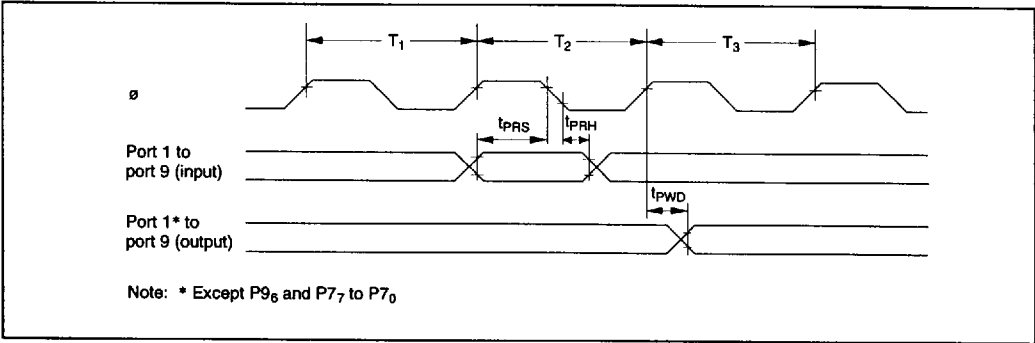 T1 T2 T3
ø
tPRS tPRH
Port 1 to
port 9 (input)
tPWD
Port 1* to
port 9 (output)
Note: * Except P96 and P77 to P70